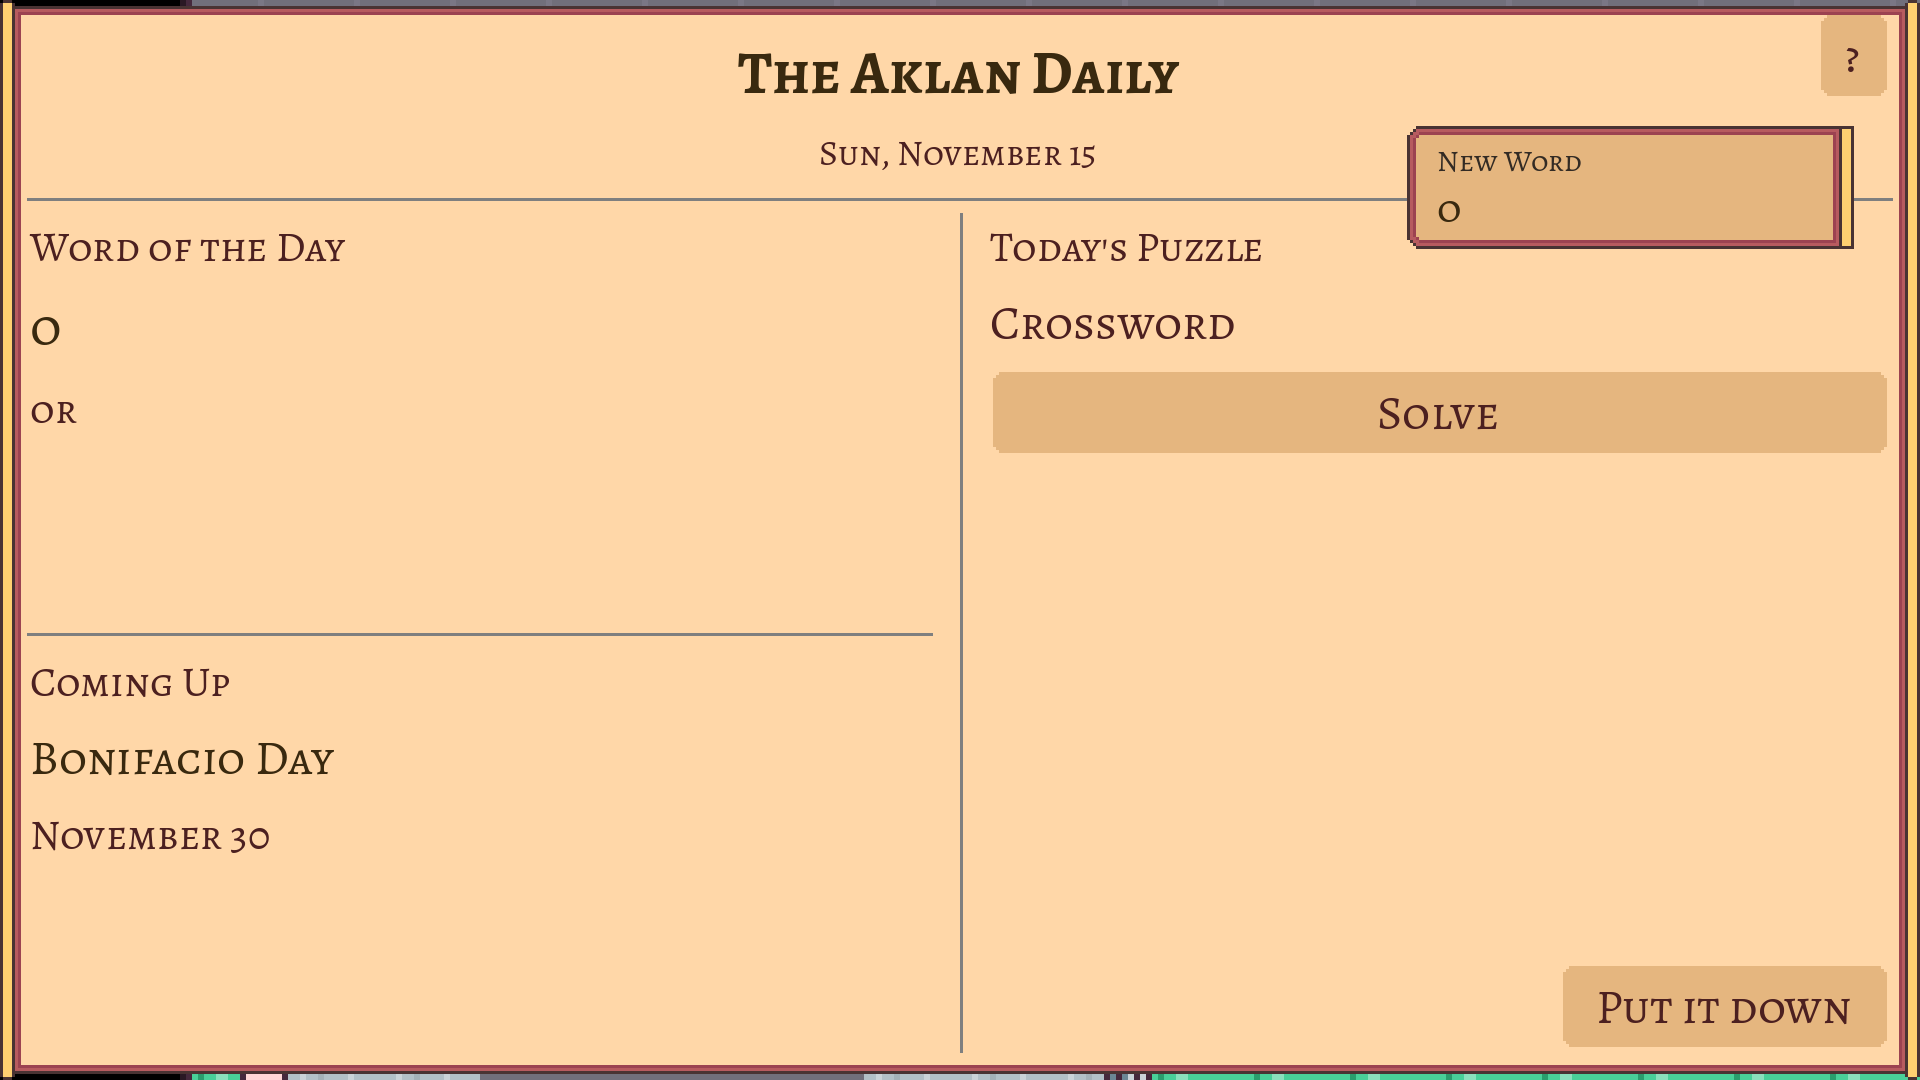 The Aklan Daily
?
Sun, November 15
New Word
o
Word of the Day
o
or
Coming Up
Bonifacio Day
November 30
Today's Puzzle
Crossword
Solve
Put it down